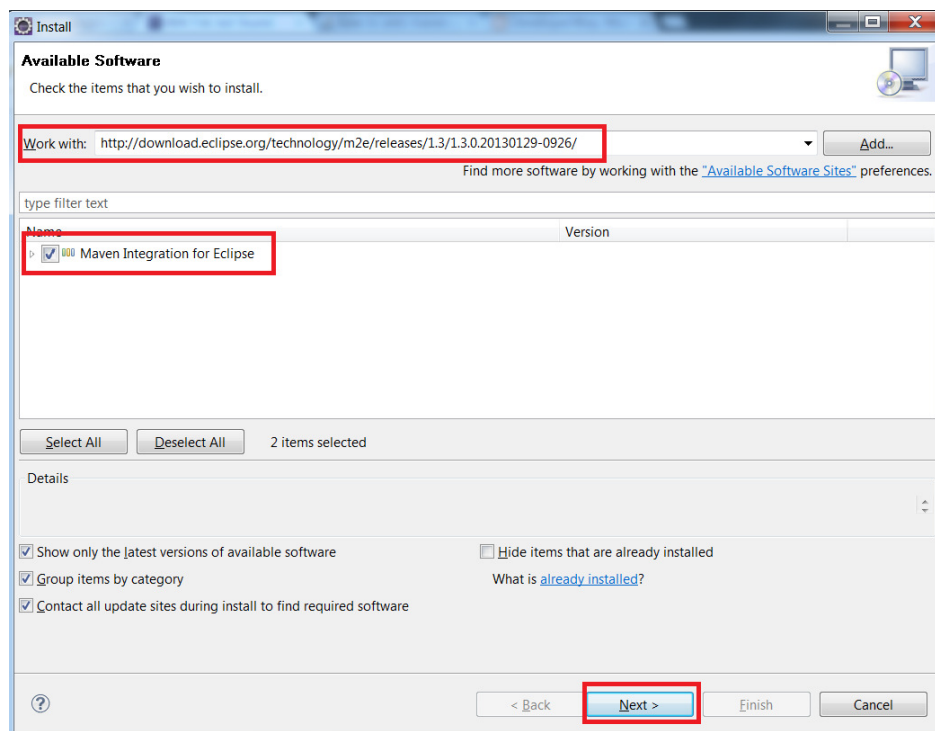 Install
Available Software
Check the items that you wish to install.
Work with: http://download.eclipse.org/technology/m2e/releases/1.3/1.3.0.20130129-0926/ Add...
Find more software by working with the "Available Software Sites" preferences.
type filter text
Name Version
Maven Integration for Eclipse
Select All Deselect All 2 items selected
Details
Show only the latest versions of available software Hide items that are already installed
Group items by category What is already installed?
Contact all update sites during install to find required software
? < Back Next > Finish Cancel